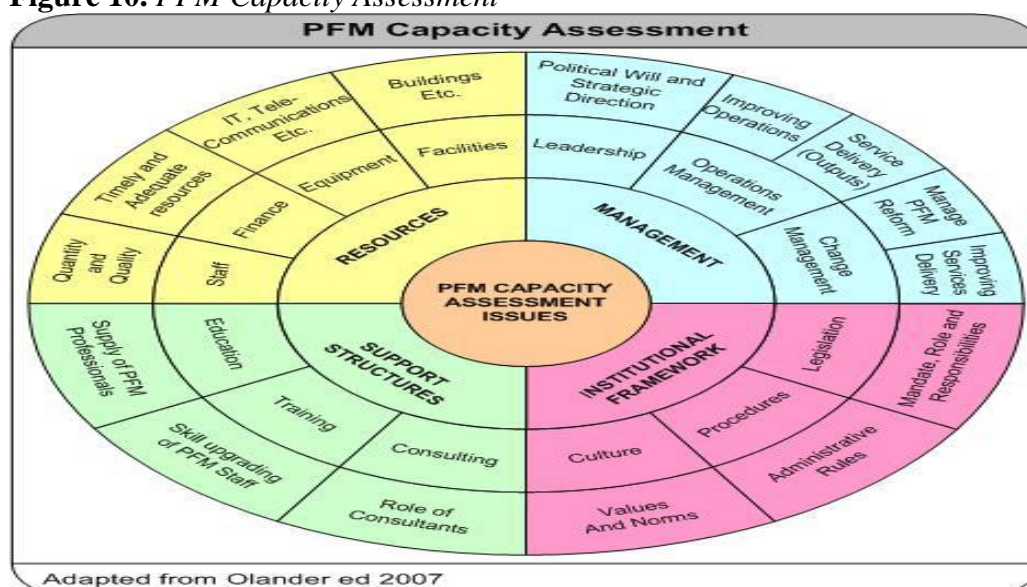 Figure 10. PFM Capacity Assessment
PFM Capacity Assessment
PFM CAPACITY
ASSESSMENT
ISSUES
RESOURCES
Staff
Quantity
and
Quality
Finance
Timely and
Adequate
resources
Equipment
IT, Tele-
Communications
Etc.
Facilities
Buildings
Etc.
MANAGEMENT
Leadership
Political Will and
Strategic
Direction
Operations
Management
Improving
Operations
Service
Delivery
(Outputs)
Change
Management
Manage
PFM
Reform
Improving
Services
Delivery
INSTITUTIONAL
FRAMEWORK
Legislation
Mandate, Role and
Responsibilities
Procedures
Administrative
Rules
Culture
Values
And Norms
SUPPORT
STRUCTURES
Consulting
Role of
Consultants
Training
Skill upgrading
of PFM Staff
Education
Supply of PFM
Professionals
Adapted from Olander ed 2007